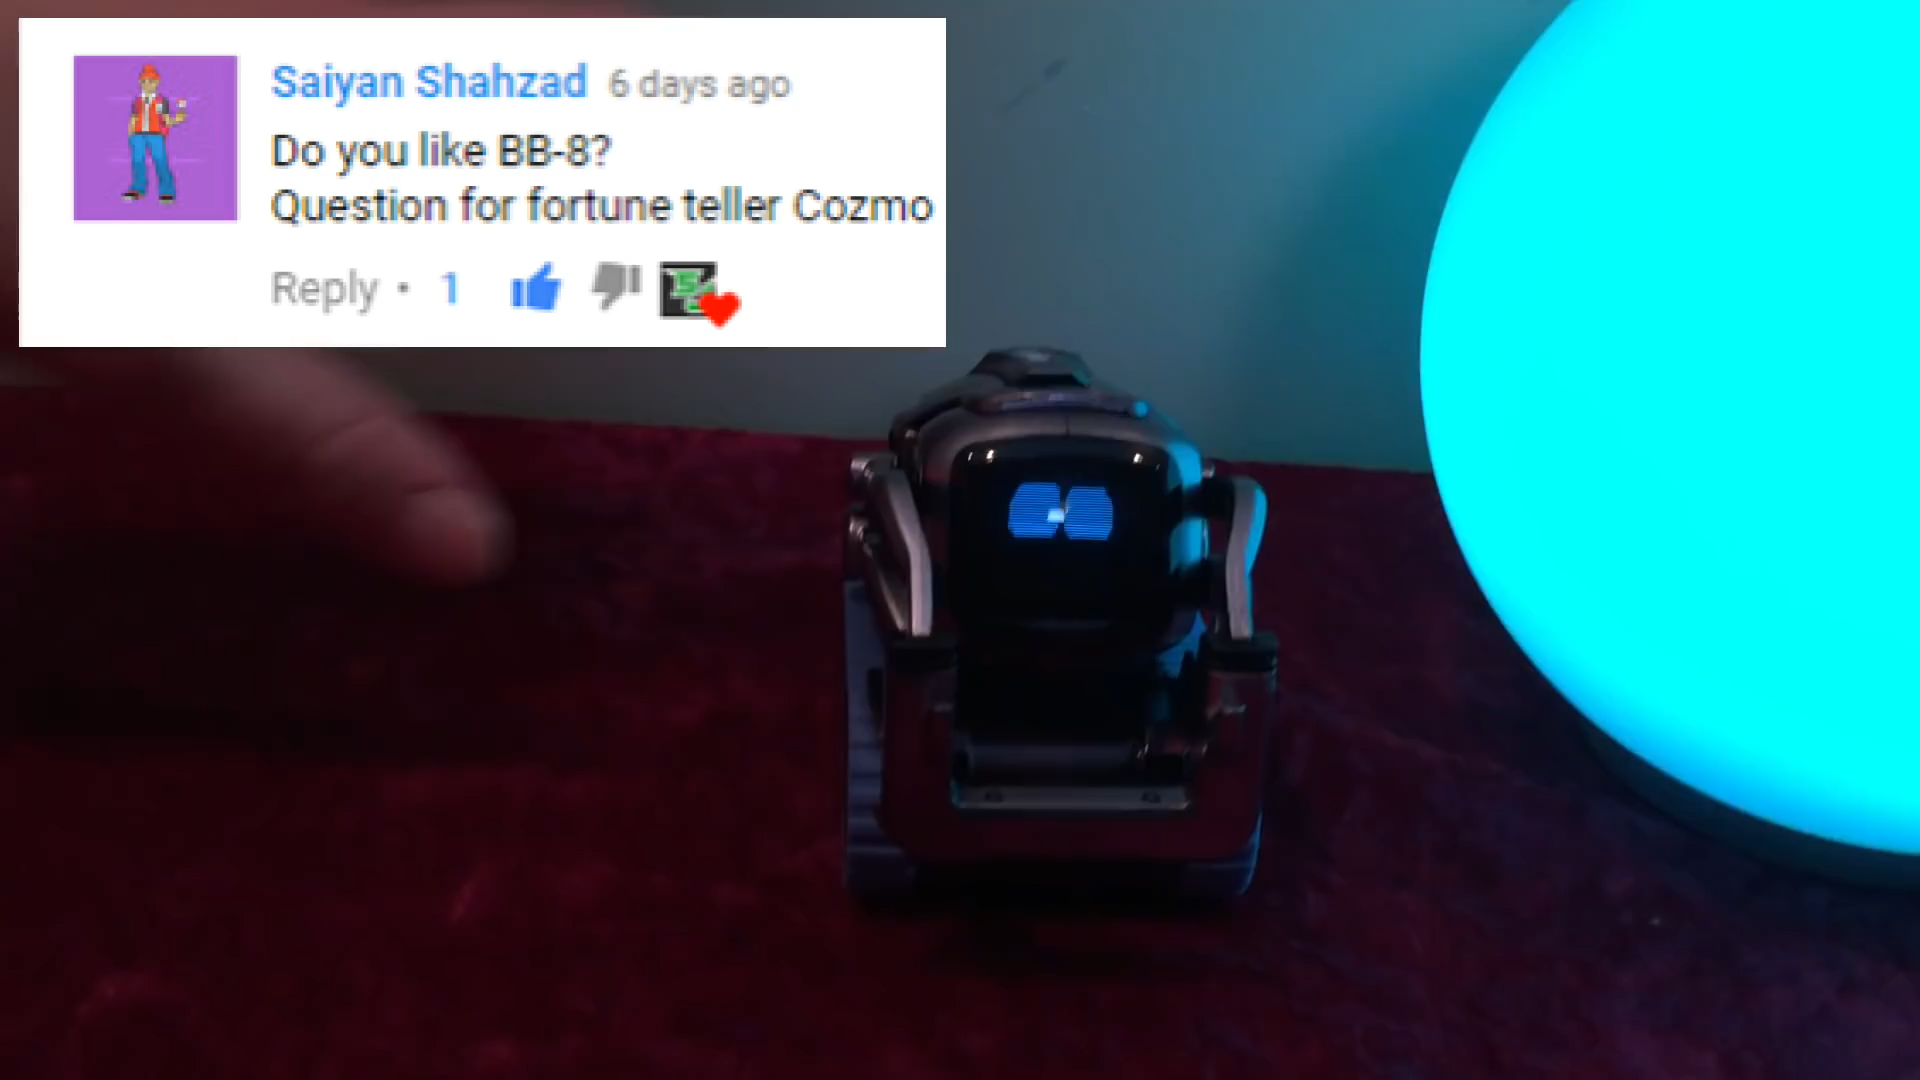 Saiyan Shahzad 6 days ago
Do you like BB-8?
Question for fortune teller Cozmo
Reply • 1